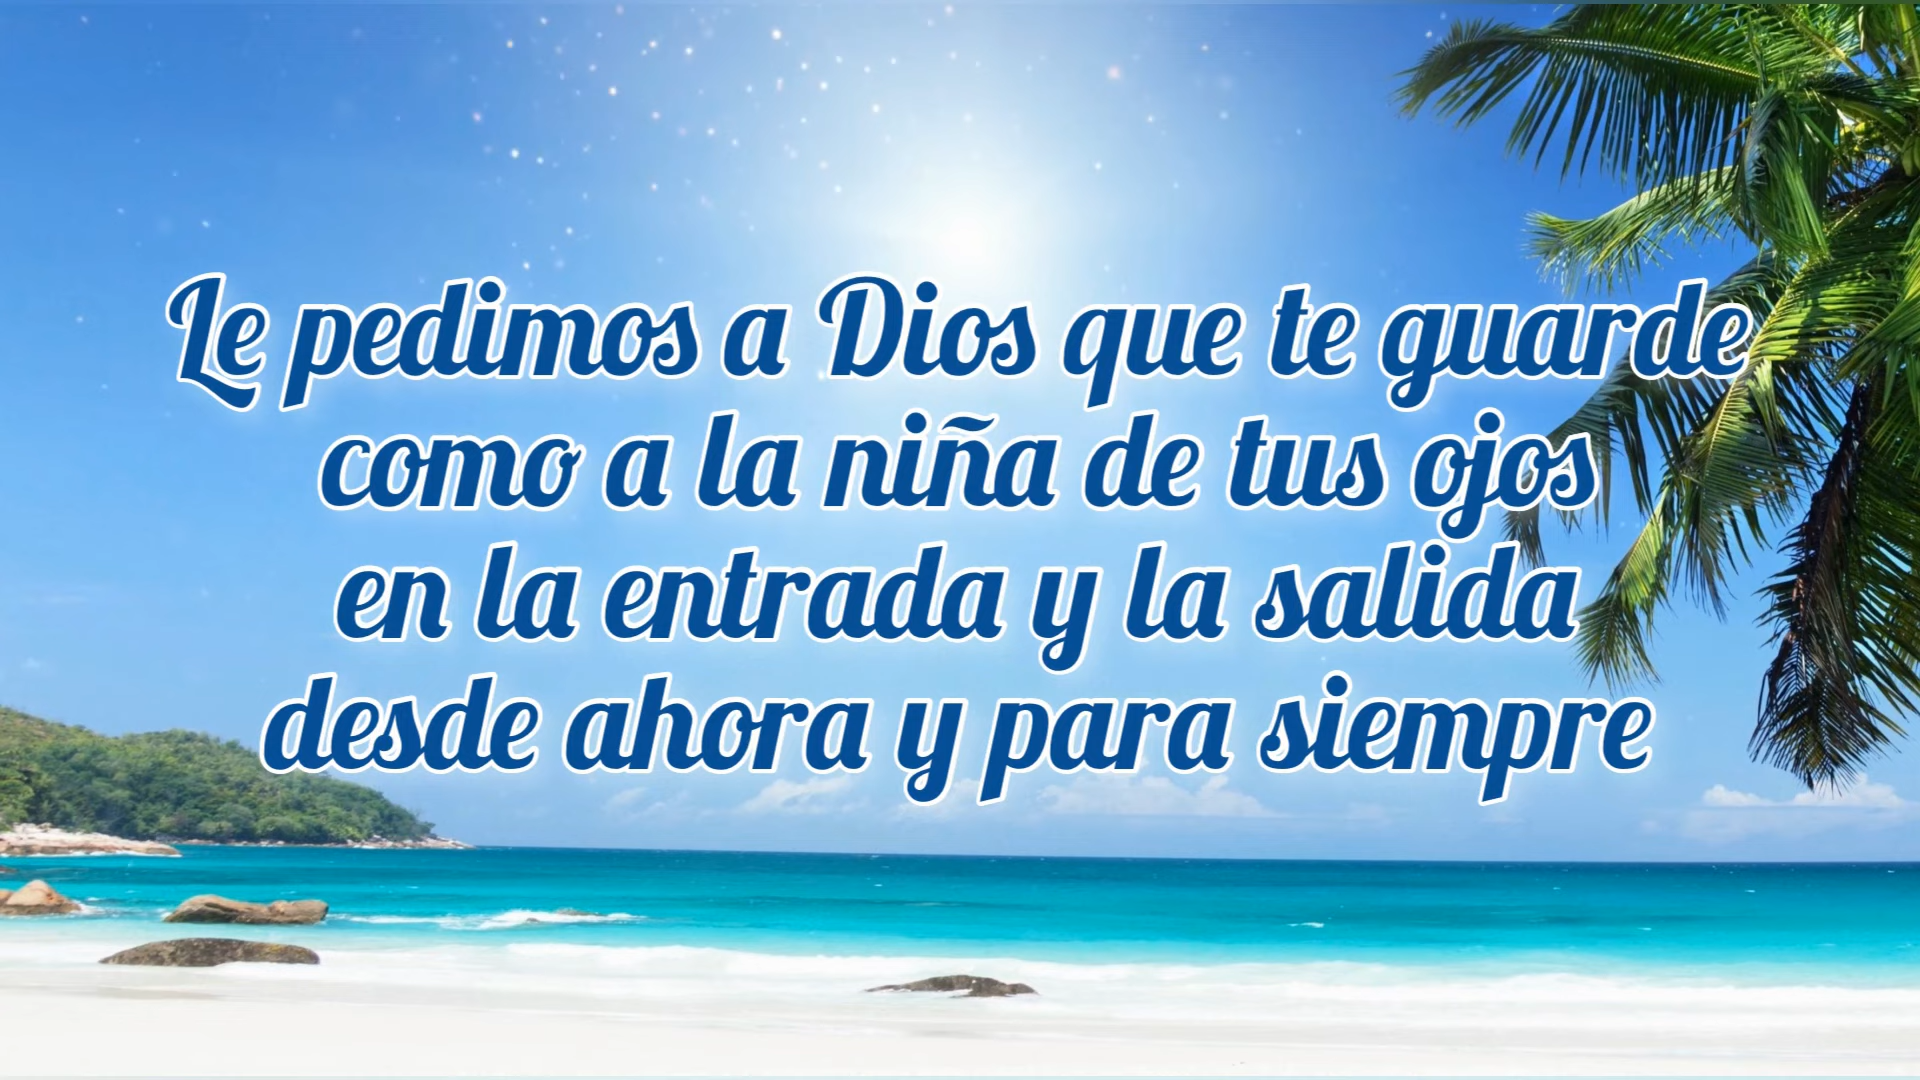 Le pedimos a Dios que te guarde
como a la niña de tus ojos
en la entrada y la salida
desde ahora y para siempre